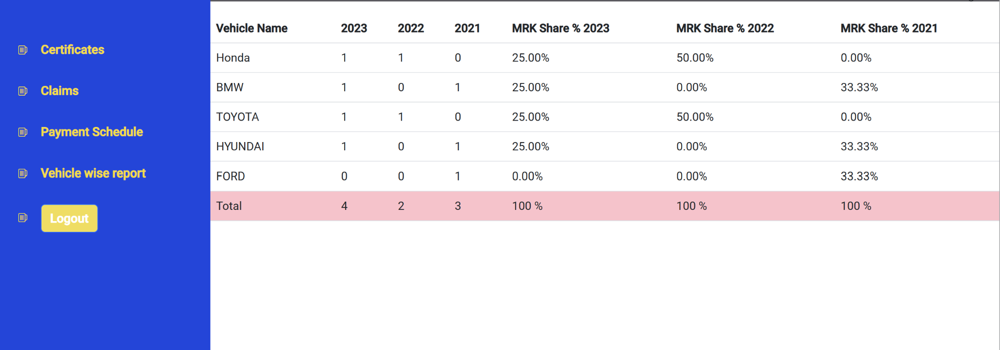 Certificates
Claims
Payment Schedule
Vehicle wise report
Logout
Vehicle Name 2023 2022 2021 MRK Share % 2023 MRK Share % 2022 MRK Share % 2021
Honda 1 1 0 25.00% 50.00% 0.00%
BMW 1 0 1 25.00% 0.00% 33.33%
TOYOTA 1 1 0 25.00% 50.00% 0.00%
HYUNDAI 1 0 1 25.00% 0.00% 33.33%
FORD 0 0 1 0.00% 0.00% 33.33%
Total 4 2 3 100 % 100 % 100 %